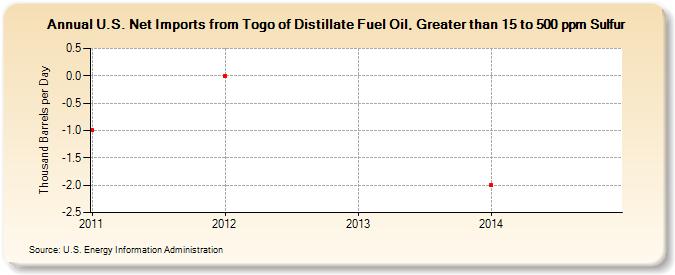 Annual U.S. Net Imports from Togo of Distillate Fuel Oil, Greater than 15 to 500 ppm Sulfur
Thousand Barrels per Day
0.5
0.0
-0.5
-1.0
-1.5
-2.0
-2.5
2011 2012 2013 2014
Source: U.S. Energy Information Administration